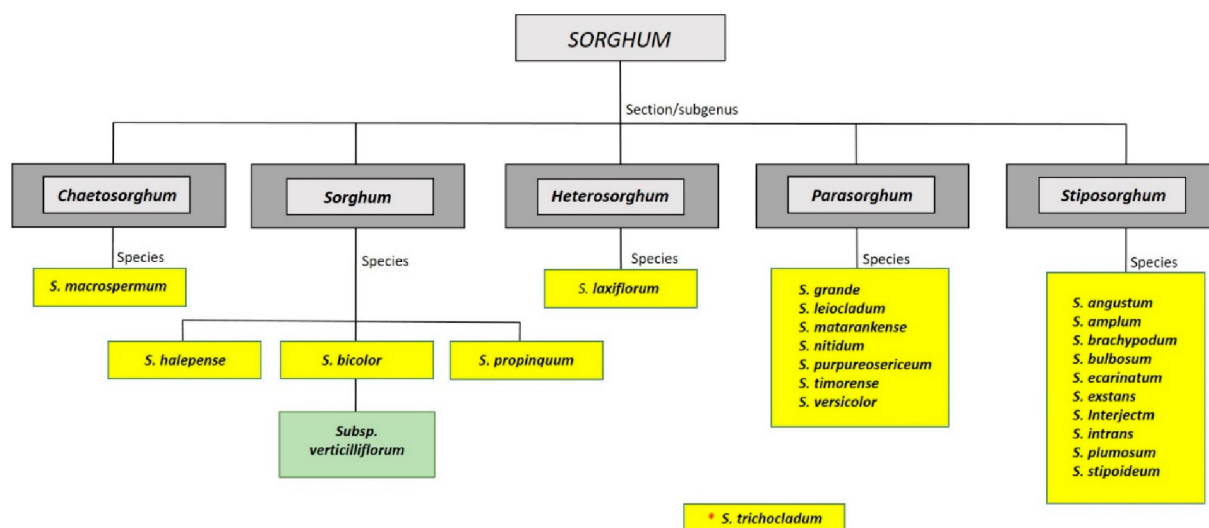 SORGHUM
Section/subgenus
Chaetosorghum
Sorghum
Heterosorghum
Parasorghum
Stiposorghum
Species
Species
Species
Species
Species
S. macrospermum
S. laxiflorum
S. halepense
S. bicolor
S. propinquum
Subsp.
verticilliflorum
S. grande
S. leiocladum
S. matarankense
S. nitidum
S. purpureosericeum
S. timorense
S. versicolor
S. angustum
S. amplum
S. brachypodum
S. bulbosum
S. ecarinatum
S. exstans
S. Interjectm
S. intrans
S. plumosum
S. stipoideum
* S. trichocladum